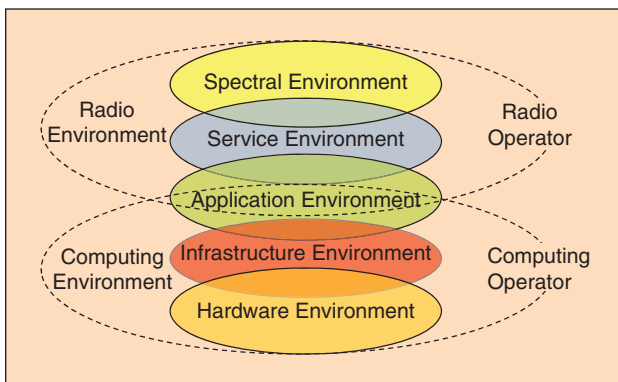 Spectral Environment
Radio
Environment
Service Environment
Radio
Operator
Application Environment
Computing
Environment
Infrastructure Environment
Computing
Operator
Hardware Environment